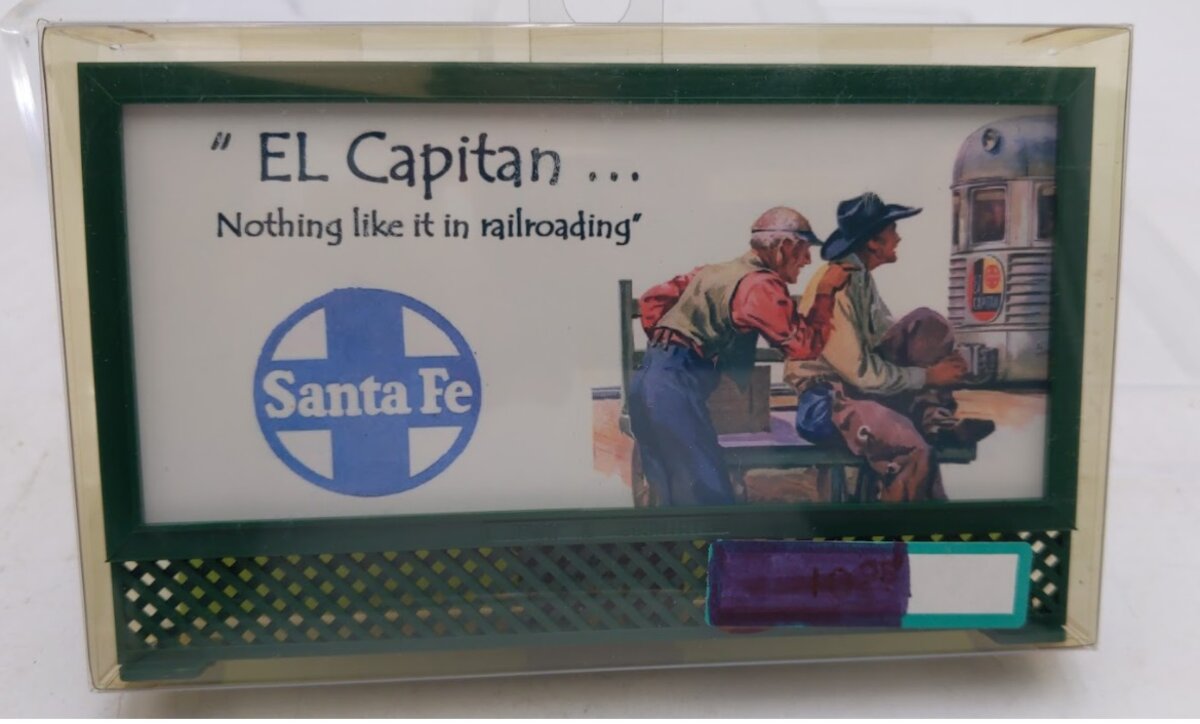 " EL Capitan ...
Nothing like it in railroading"
Santa Fe